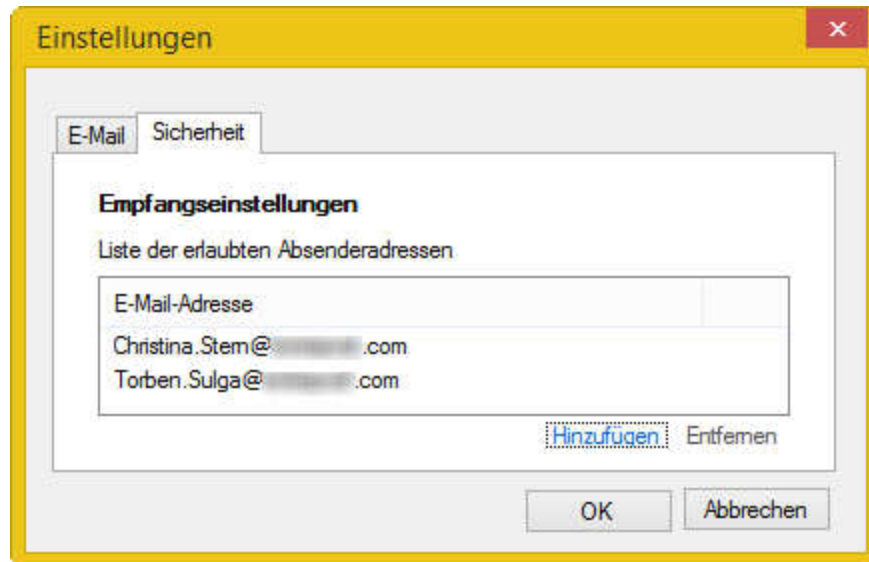 Einstellungen
E-Mail Sicherheit
Empfangseinstellungen
Liste der erlaubten Absenderadressen
E-Mail-Adresse
Christina.Stern@ .com
Torben.Sulga@ .com
Hinzufügen Entfernen
OK Abbrechen